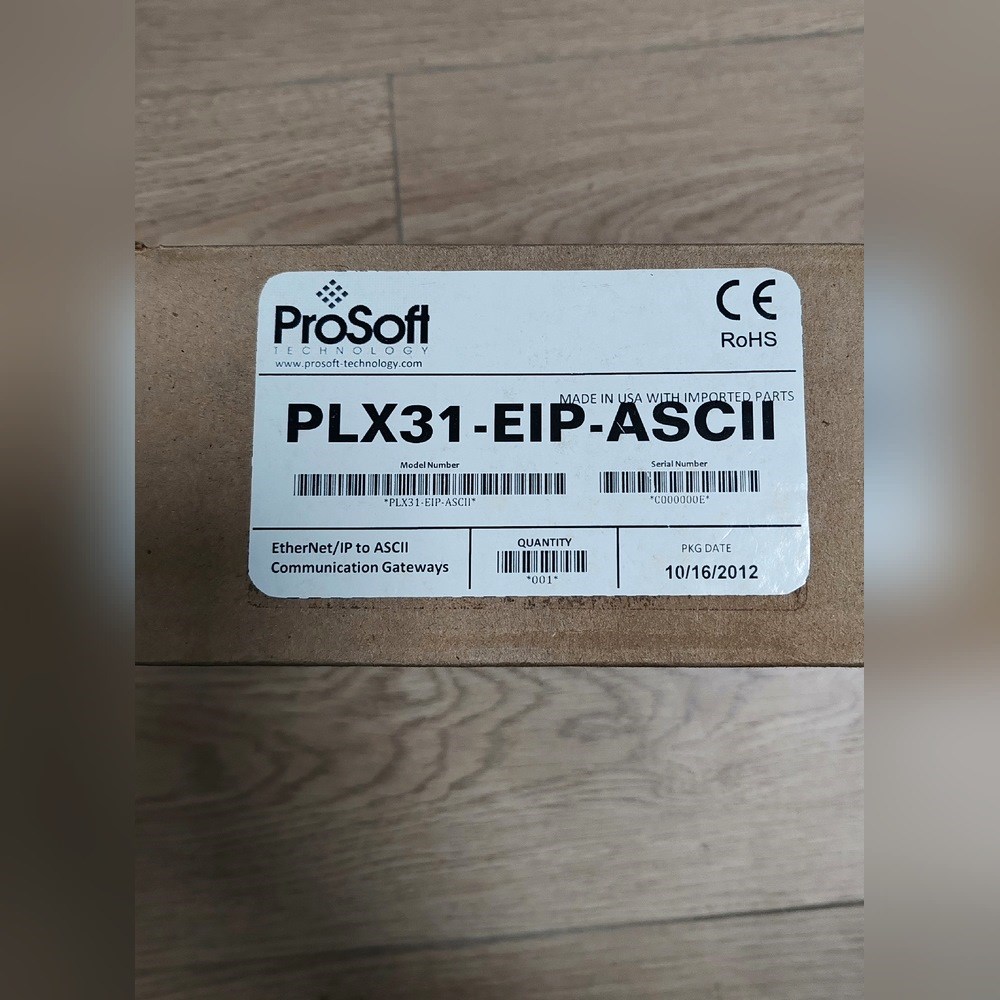 ProSoft
TECHNOLOGY
www.prosoft-technology.com
CE
RoHS
MADE IN USA WITH IMPORTED PARTS
PLX31-EIP-ASCII
Model Number
*PLX31-EIP-ASCII*
Serial Number
*C000000E*
EtherNet/IP to ASCII
Communication Gateways
QUANTITY
*001*
PKG DATE
10/16/2012